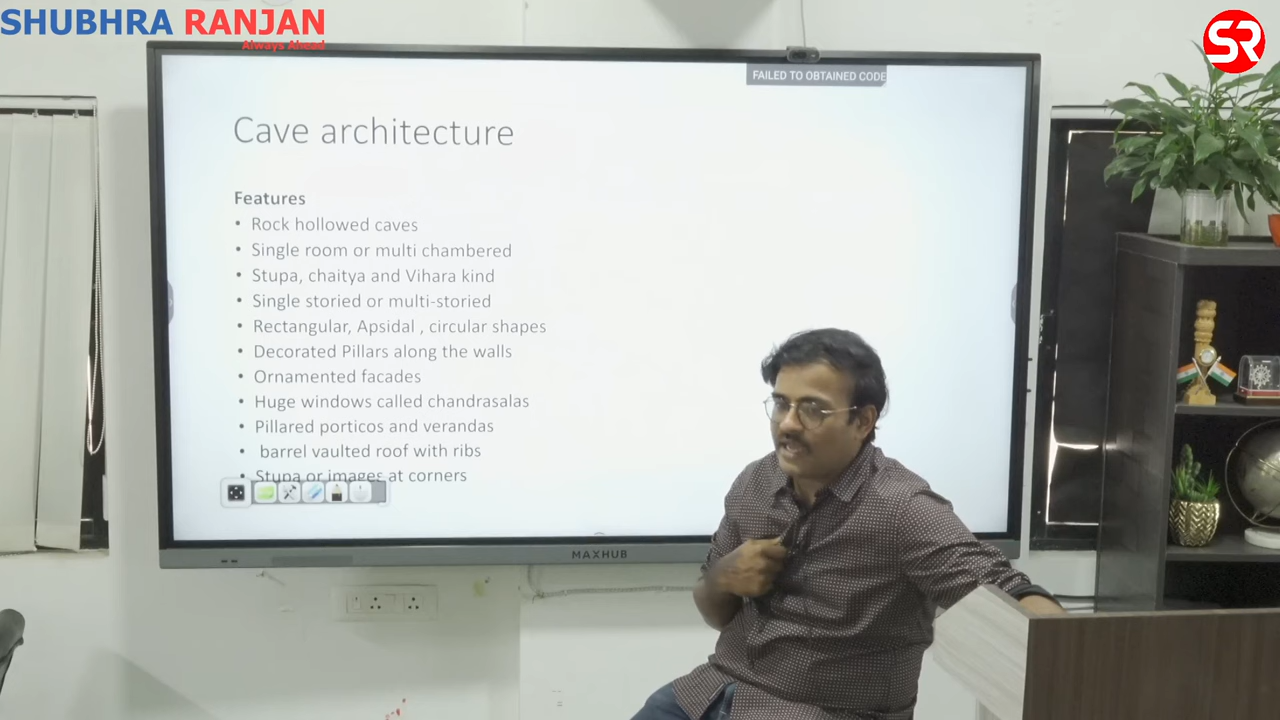 SHUBHRA RANJAN
Always Ahead
SR
FAILED TO OBTAINED CODE
Cave architecture
Features
• Rock hollowed caves
• Single room or multi chambered
• Stupa, chaitya and Vihara kind
• Single storied or multi-storied
• Rectangular, Apsidal , circular shapes
• Decorated Pillars along the walls
• Ornamented facades
• Huge windows called chandrasalas
• Pillared porticos and verandas
• barrel vaulted roof with ribs
• Stupa or images at corners
MAXHUB